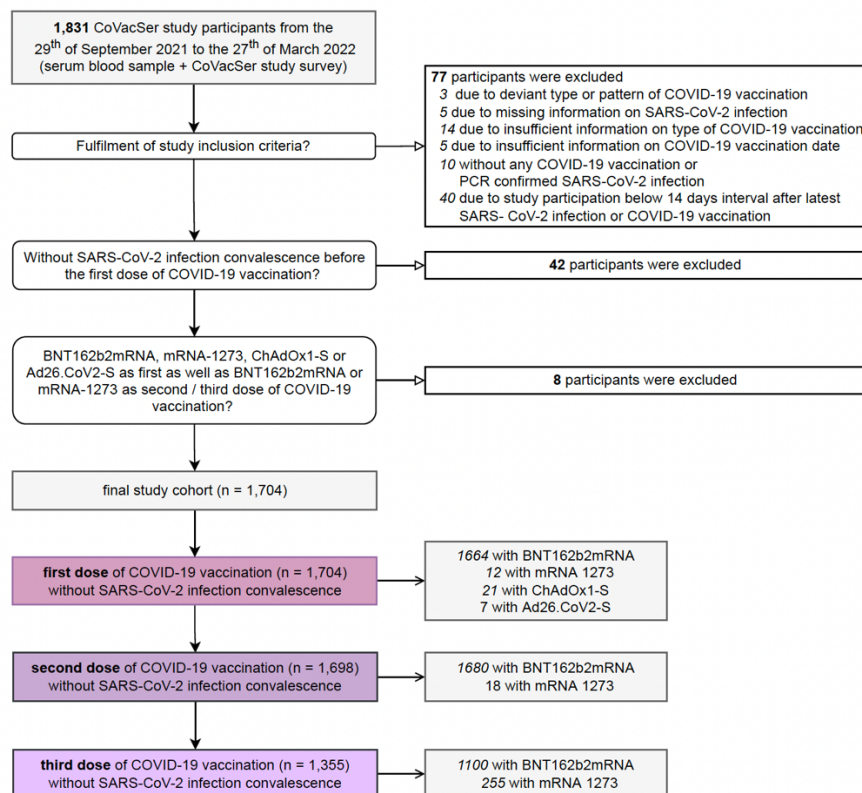 1,831 CoVacSer study participants from the
29th of September 2021 to the 27th of March 2022
(serum blood sample + CoVacSer study survey)
77 participants were excluded
3 due to deviant type or pattern of COVID-19 vaccination
5 due to missing information on SARS-CoV-2 infection
14 due to insufficient information on type of COVID-19 vaccination
5 due to insufficient information on COVID-19 vaccination date
10 without any COVID-19 vaccination or
PCR confirmed SARS-CoV-2 infection
40 due to study participation below 14 days interval after latest
SARS- CoV-2 infection or COVID-19 vaccination
Fulfilment of study inclusion criteria?
Without SARS-CoV-2 infection convalescence before
the first dose of COVID-19 vaccination?
42 participants were excluded
BNT162b2mRNA, mRNA-1273, ChAdOx1-S or
Ad26.CoV2-S as first as well as BNT162b2mRNA or
mRNA-1273 as second / third dose of COVID-19
vaccination?
8 participants were excluded
final study cohort (n = 1,704)
first dose of COVID-19 vaccination (n = 1,704)
without SARS-CoV-2 infection convalescence
1664 with BNT162b2mRNA
12 with mRNA 1273
21 with ChAdOx1-S
7 with Ad26.CoV2-S
second dose of COVID-19 vaccination (n = 1,698)
without SARS-CoV-2 infection convalescence
1680 with BNT162b2mRNA
18 with mRNA 1273
third dose of COVID-19 vaccination (n = 1,355)
without SARS-CoV-2 infection convalescence
1100 with BNT162b2mRNA
255 with mRNA 1273